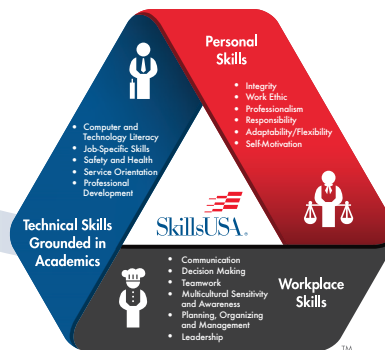 Personal
Skills
• Integrity
• Work Ethic
• Professionalism
• Responsibility
• Adaptability/Flexibility
• Self-Motivation
• Computer and
Technology Literacy
• Job-Specific Skills
• Safety and Health
• Service Orientation
• Professional
Development
Technical Skills
Grounded in
Academics
SkillsUSA®
• Communication
• Decision Making
• Teamwork
• Multicultural Sensitivity
and Awareness
• Planning, Organizing
and Management
• Leadership
Workplace
Skills
TM